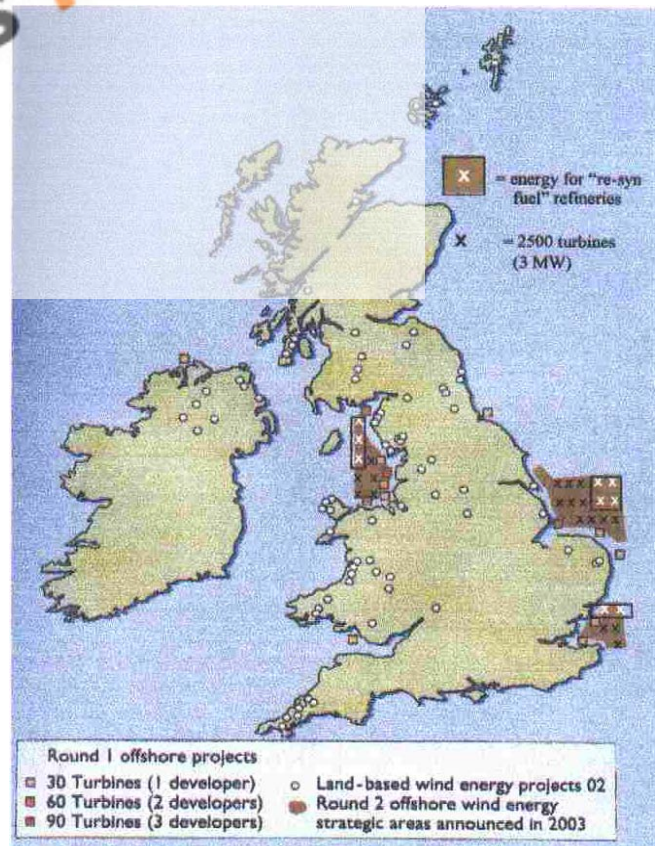 x = energy for "re-syn
fuel" refineries
x = 2500 turbines
(3 MW)
Round 1 offshore projects
30 Turbines (1 developer)
60 Turbines (2 developers)
90 Turbines (3 developers)
Land-based wind energy projects 02
Round 2 offshore wind energy
strategic areas announced in 2003